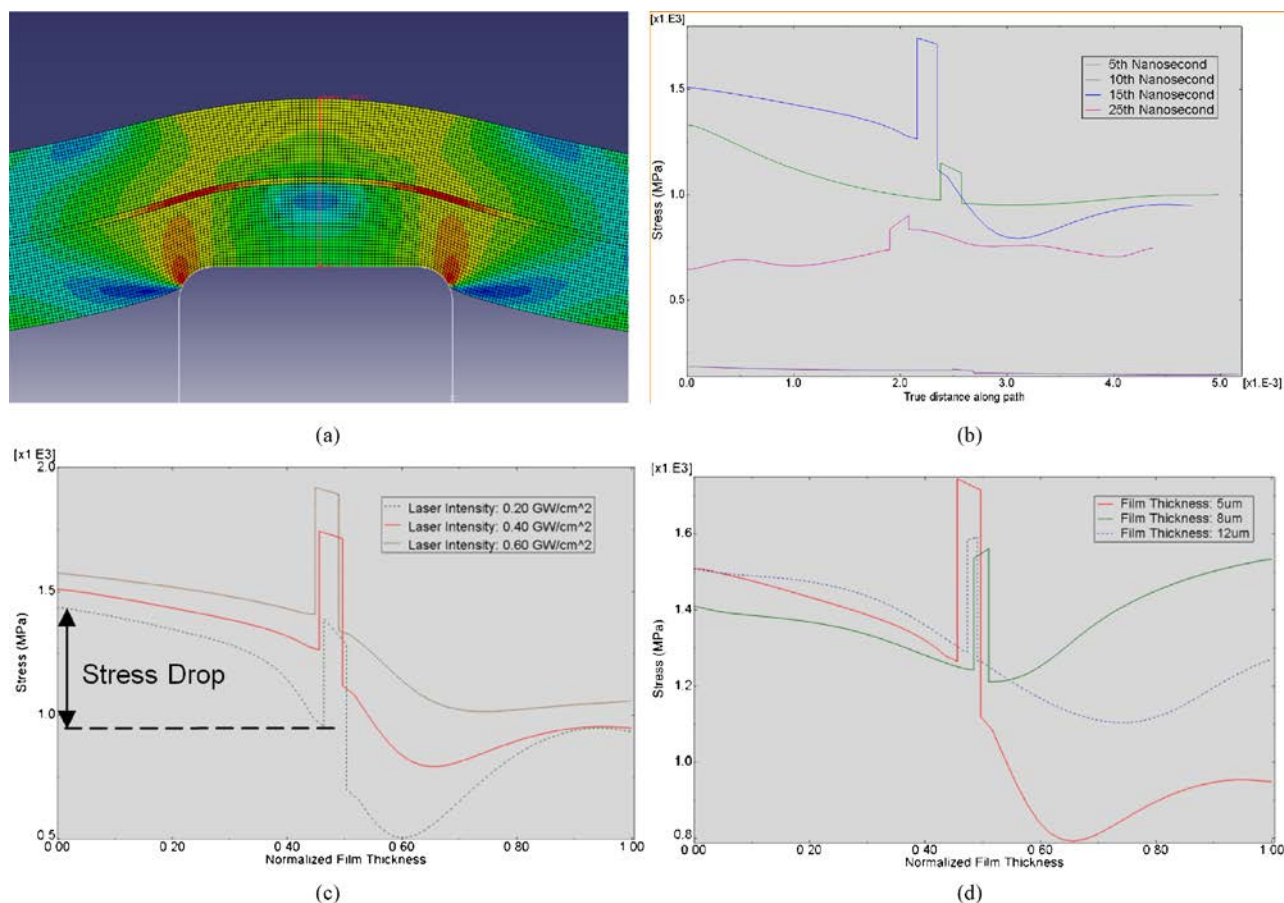 [x1.E3]
1.5
1.0
0.5
Stress (MPa)
5th Nanosecond
10th Nanosecond
15th Nanosecond
25th Nanosecond
0.0 1.0 2.0 3.0 4.0 5.0 [x1.E-3]
True distance along path
(a)
(b)
[x1 E3]
2.0
1.5
1.0
0.5
Stress (MPa)
Laser Intensity: 0.20 GW/cm^2
Laser Intensity: 0.40 GW/cm^2
Laser Intensity: 0.60 GW/cm^2
Stress Drop
0 00 0.20 0 40 0 60 0 80 1 00
Normalized Film Thickness
(c)
[x1.E3]
1.6
1.4
1.2
1.0
0.8
Stress (MPa)
Film Thickness: 5um
Film Thickness: 8um
Film Thickness: 12um
0 00 0 20 0 40 0 60 0 80 1 00
Normalized Film Thickness
(d)